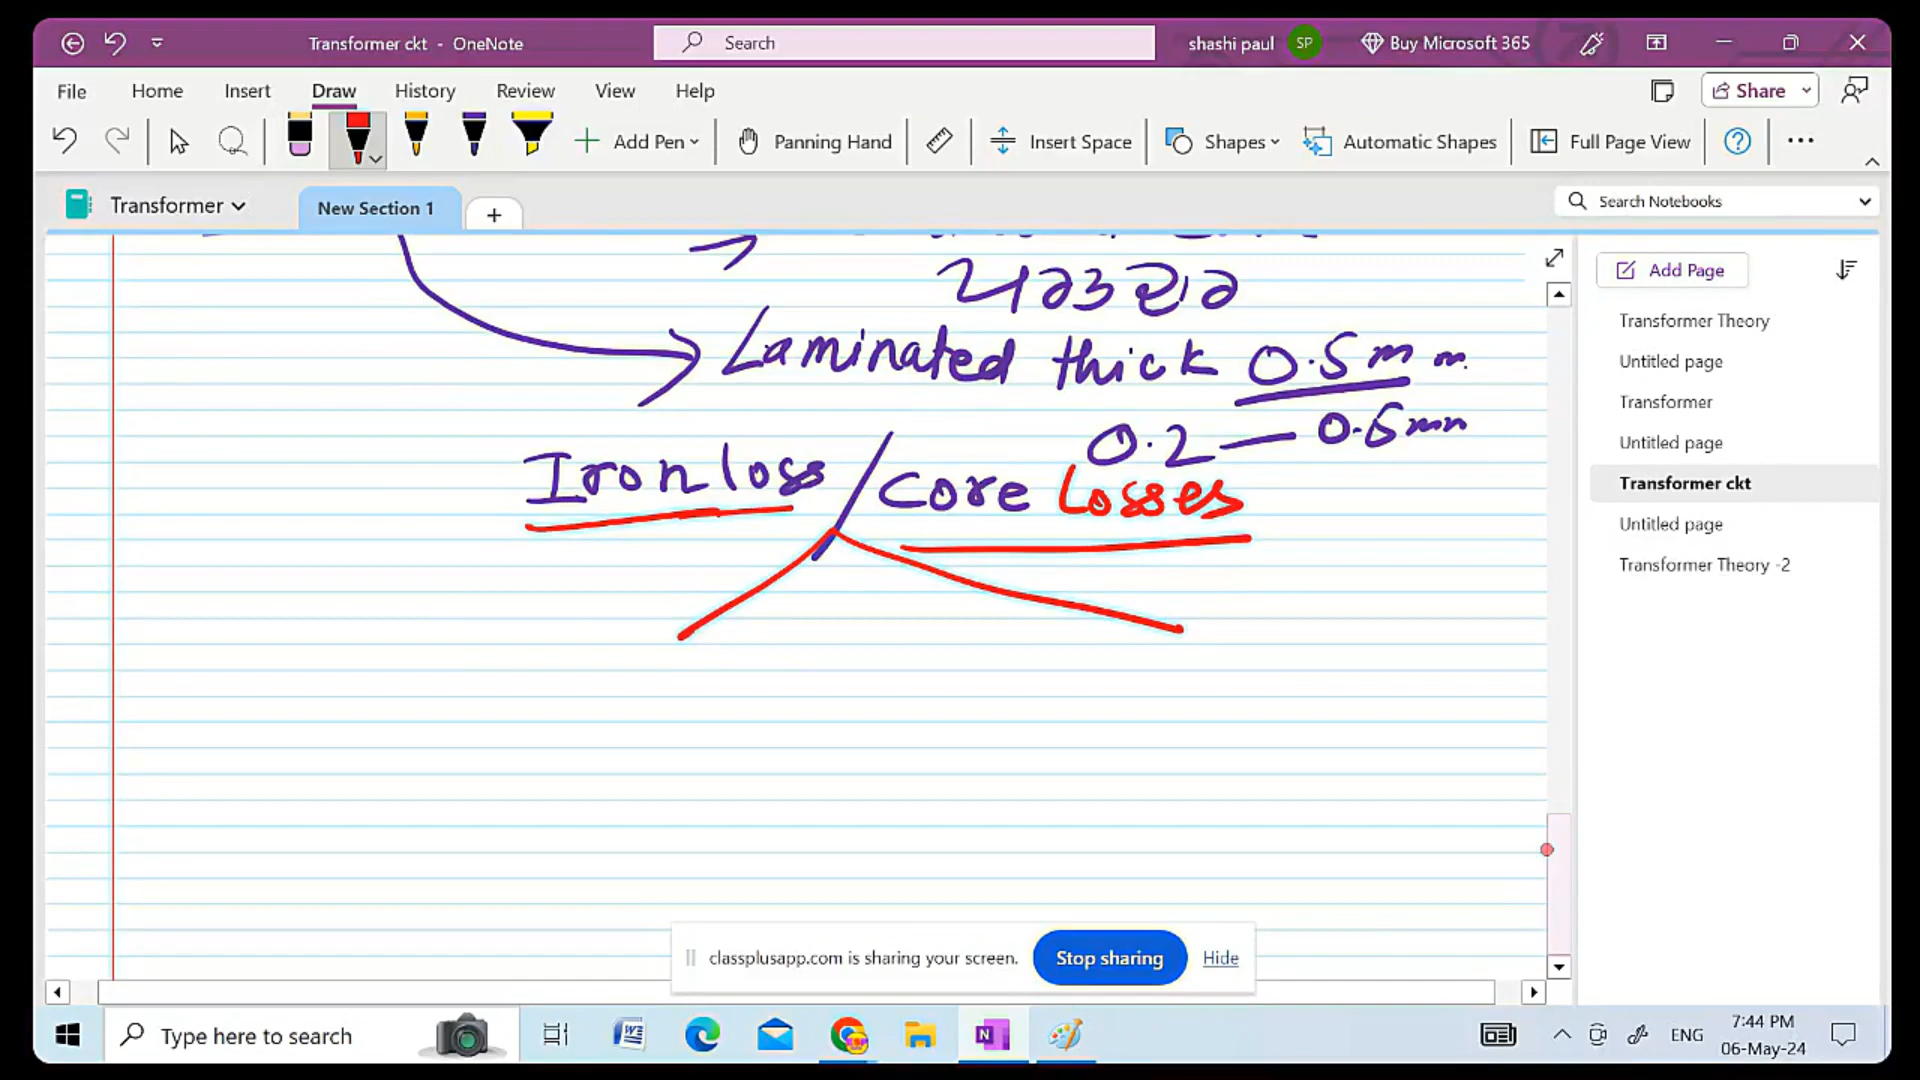 Transformer ckt - OneNote
Search
shashi paul SP
Buy Microsoft 365
File Home Insert Draw History Review View Help
Share
Add Pen
Panning Hand
Insert Space
Shapes
Automatic Shapes
Full Page View
Transformer
New Section 1
Search Notebooks
Laminated thick 0.5mm.
0.2 — 0.5mm
Iron loss / core Losses
Add Page
Transformer Theory
Untitled page
Transformer
Untitled page
Transformer ckt
Untitled page
Transformer Theory -2
classplusapp.com is sharing your screen.
Stop sharing
Hide
Type here to search
ENG
7:44 PM
06-May-24